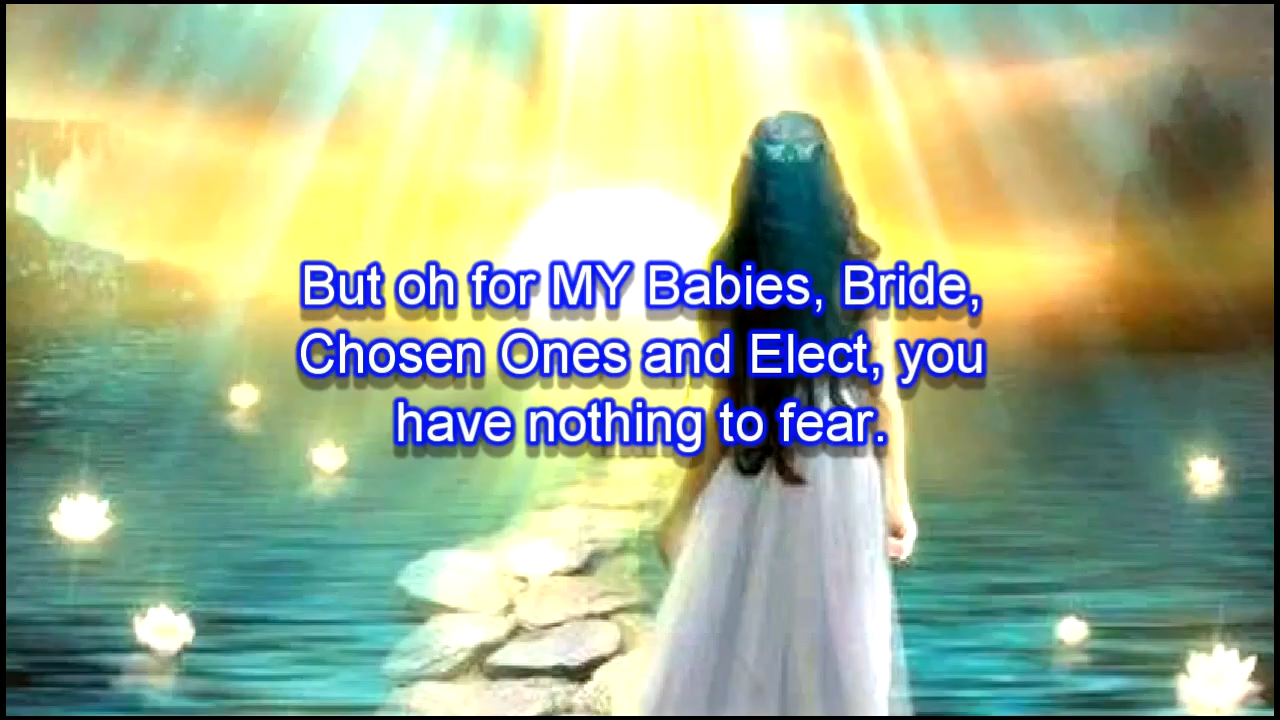 But oh for MY Babies, Bride,
Chosen Ones and Elect, you
have nothing to fear.